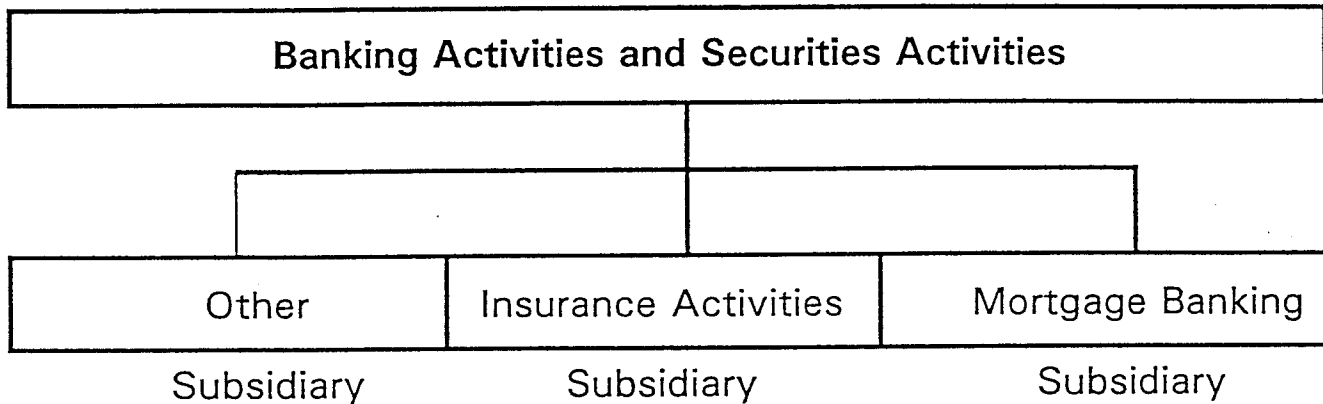 Banking Activities and Securities Activities
Other
Insurance Activities
Mortgage Banking
Subsidiary
Subsidiary
Subsidiary